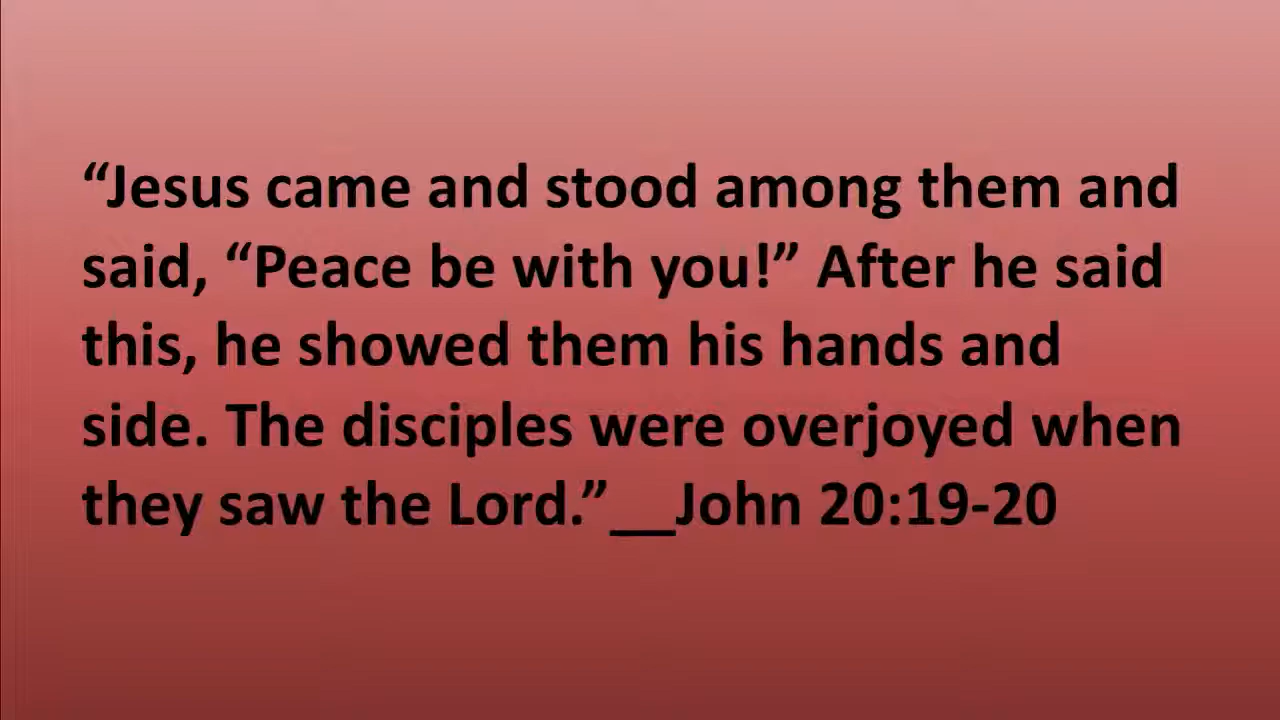 “Jesus came and stood among them and
said, “Peace be with you!” After he said
this, he showed them his hands and
side. The disciples were overjoyed when
they saw the Lord.”__John 20:19-20